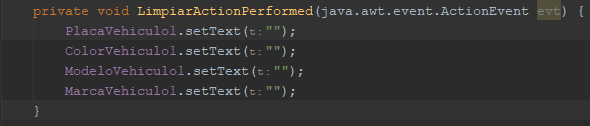 private void LimpiarActionPerformed(java.awt.event.ActionEvent evt) {
PlacaVehiculo1.setText(t:"");
ColorVehiculo1.setText(t:"");
ModeloVehiculo1.setText(t:"");
MarcaVehiculo1.setText(t:"");
}